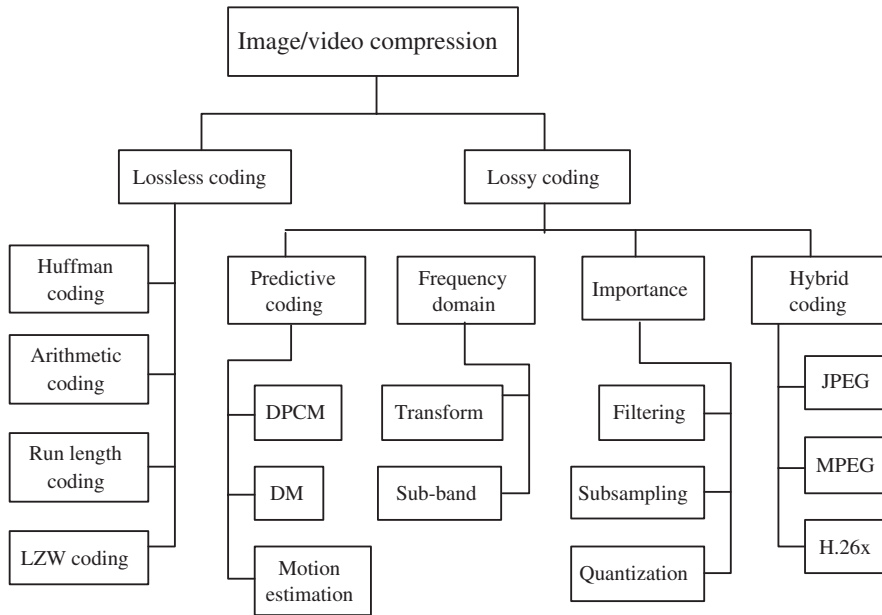 Image/video compression
Lossless coding
Lossy coding
Huffman
coding
Arithmetic
coding
Run length
coding
LZW coding
Predictive
coding
DPCM
DM
Motion
estimation
Frequency
domain
Transform
Sub-band
Importance
Filtering
Subsampling
Quantization
Hybrid
coding
JPEG
MPEG
H.26x